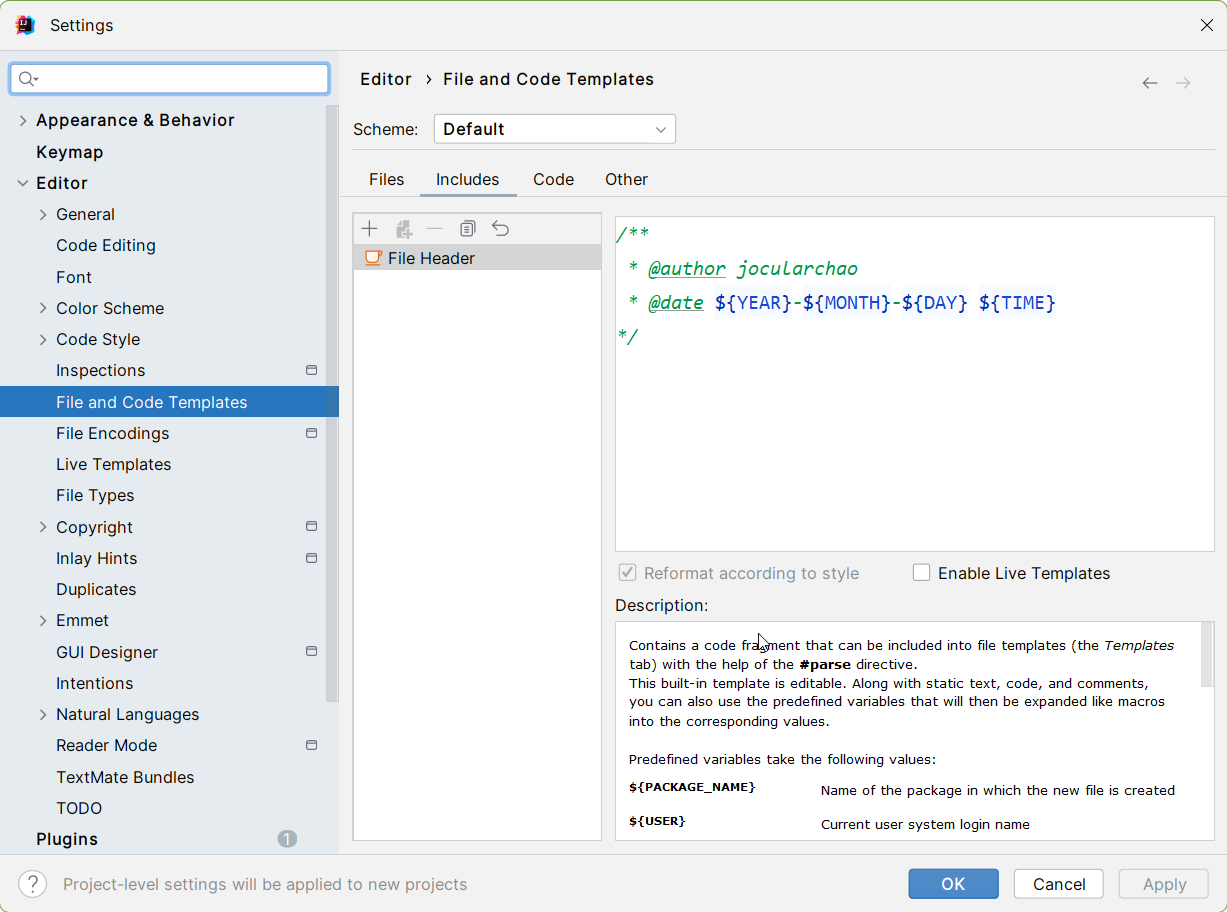 Settings
Editor › File and Code Templates
Scheme: Default
Files Includes Code Other
Appearance & Behavior
Keymap
Editor
General
Code Editing
Font
Color Scheme
Code Style
Inspections
File and Code Templates
File Encodings
Live Templates
File Types
Copyright
Inlay Hints
Duplicates
Emmet
GUI Designer
Intentions
Natural Languages
Reader Mode
TextMate Bundles
TODO
Plugins 1
File Header
/**
* @author jocularchao
* @date ${YEAR}-${MONTH}-${DAY} ${TIME}
*/
Reformat according to style Enable Live Templates
Description:
Contains a code fragment that can be included into file templates (the Templates
tab) with the help of the #parse directive.
This built-in template is editable. Along with static text, code, and comments,
you can also use the predefined variables that will then be expanded like macros
into the corresponding values.
Predefined variables take the following values:
${PACKAGE_NAME} Name of the package in which the new file is created
${USER} Current user system login name
? Project-level settings will be applied to new projects
OK Cancel Apply